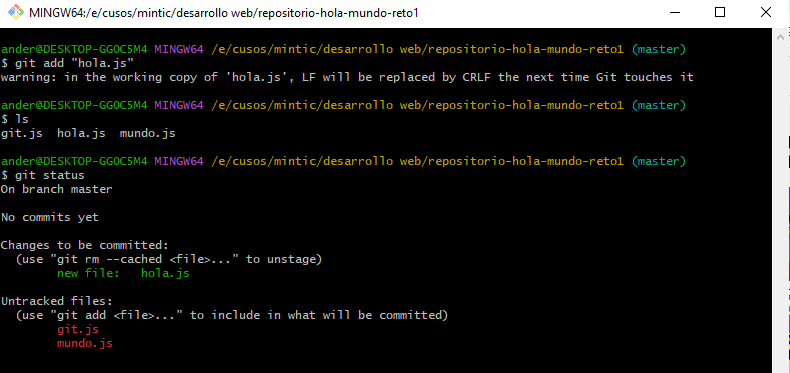 MINGW64:/e/cusos/mintic/desarrollo web/repositorio-hola-mundo-reto1
ander@DESKTOP-GGOC5M4 MINGW64 /e/cusos/mintic/desarrollo web/repositorio-hola-mundo-reto1 (master)
$ git add "hola.js"
warning: in the working copy of 'hola.js', LF will be replaced by CRLF the next time Git touches it
ander@DESKTOP-GGOC5M4 MINGW64 /e/cusos/mintic/desarrollo web/repositorio-hola-mundo-reto1 (master)
$ ls
git.js  hola.js  mundo.js
ander@DESKTOP-GGOC5M4 MINGW64 /e/cusos/mintic/desarrollo web/repositorio-hola-mundo-reto1 (master)
$ git status
On branch master
No commits yet
Changes to be committed:
  (use "git rm --cached <file>..." to unstage)
        new file:   hola.js
Untracked files:
  (use "git add <file>..." to include in what will be committed)
        git.js
        mundo.js